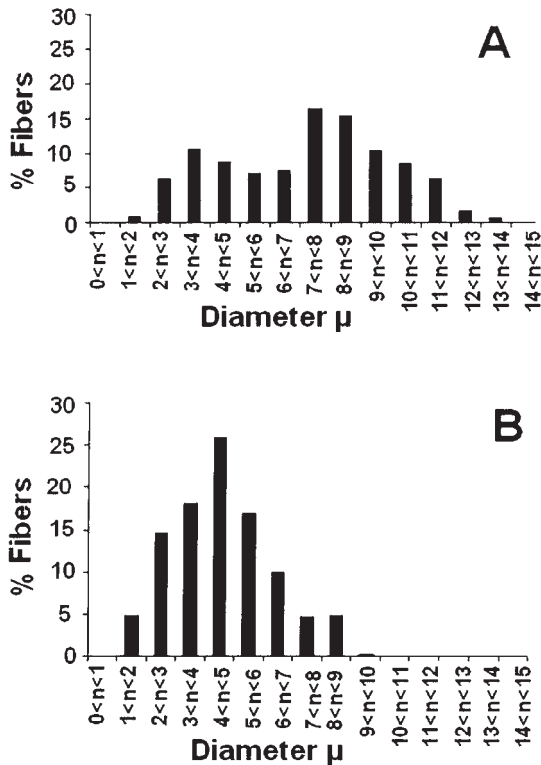 A
% Fibers
30
25
20
15
10
5
0
0<n<1
1<n<2
2<n<3
3<n<4
4<n<5
5<n<6
6<n<7
7<n<8
8<n<9
9<n<10
10<n<11
11<n<12
12<n<13
13<n<14
14<n<15
Diameter µ
B
% Fibers
30
25
20
15
10
5
0
0<n<1
1<n<2
2<n<3
3<n<4
4<n<5
5<n<6
6<n<7
7<n<8
8<n<9
9<n<10
10<n<11
11<n<12
12<n<13
13<n<14
14<n<15
Diameter µ